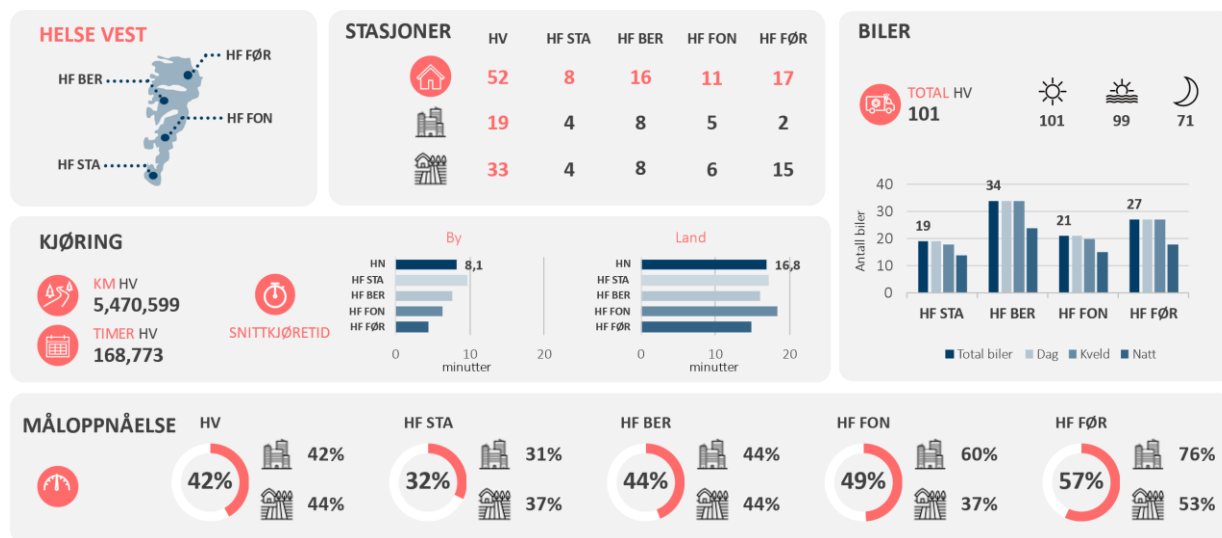 HELSE VEST
HF FØR
HF BER
HF FON
HF STA
STASJONER
HV HF STA HF BER HF FON HF FØR
52 8 16 11 17
19 4 8 5 2
33 4 8 6 15
BILER
TOTAL HV
101
101 99 71
Antall biler
40
30
20
10
0
19 34 21 27
HF STA HF BER HF FON HF FØR
Total biler Dag Kveld Natt
KJØRING
KM HV
5,470,599
TIMER HV
168,773
SNITTKJØRETID
By
HN 8,1
HF STA
HF BER
HF FON
HF FØR
0 10 20
minutter
Land
HN 16,8
HF STA
HF BER
HF FON
HF FØR
0 10 20
minutter
MÅLOPPNÅELSE
HV
42%
42%
44%
HF STA
32%
31%
37%
HF BER
44%
44%
44%
HF FON
49%
60%
37%
HF FØR
57%
76%
53%